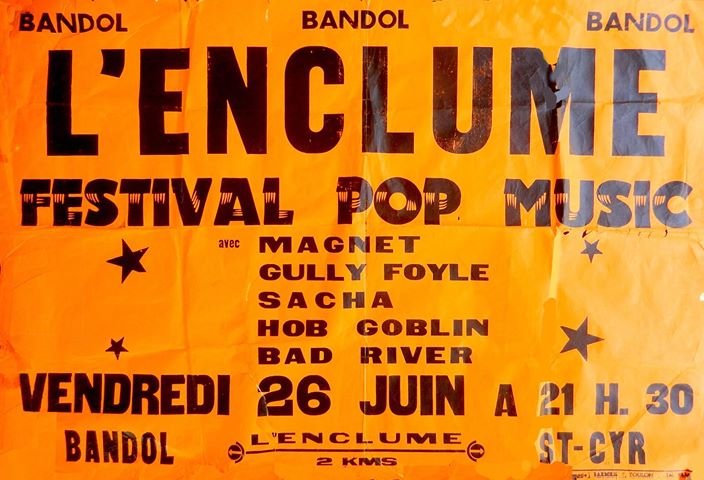 BANDOL BANDOL BANDOL
L'ENCLUME
FESTIVAL POP MUSIC
avec MAGNET
GULLY FOYLE
SACHA
HOB GOBLIN
BAD RIVER
VENDREDI 26 JUIN A 21 H. 30
BANDOL L'ENCLUME ST-CYR
2 KMS
TOULON